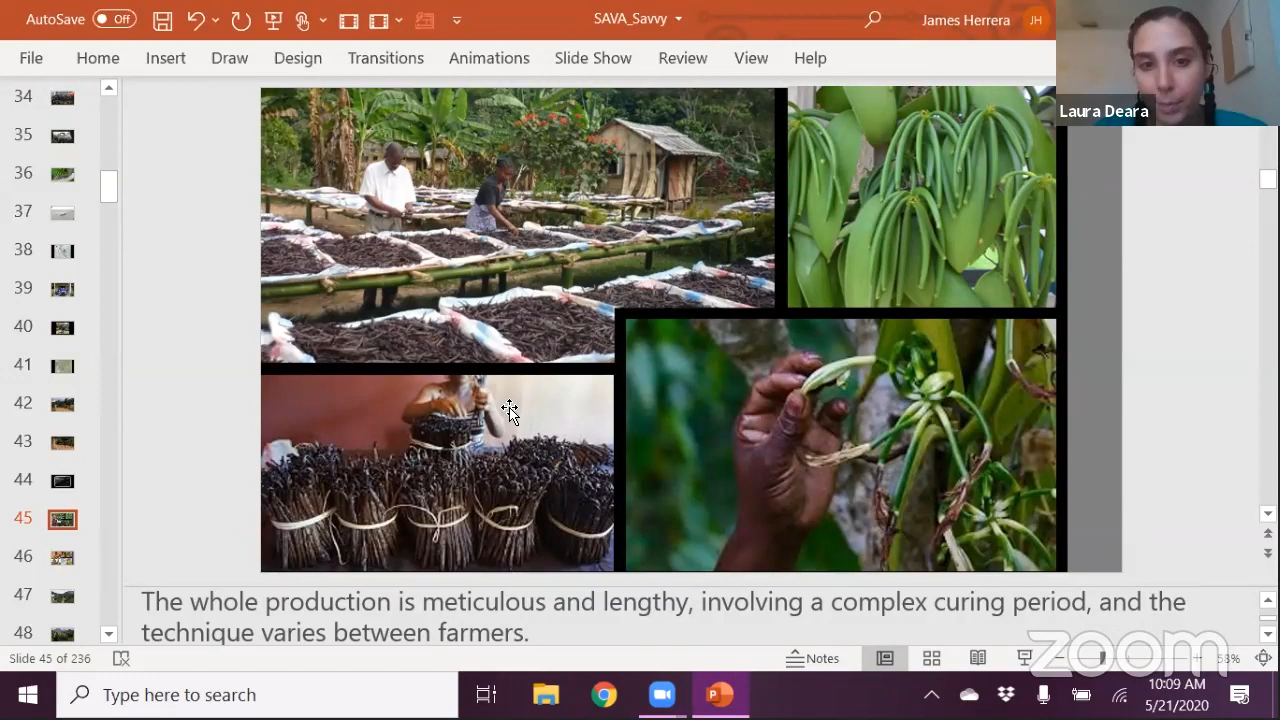 AutoSave Off SAVA_Savvy James Herrera JH
File Home Insert Draw Design Transitions Animations Slide Show Review View Help
Laura Deara
34
35
36
37
38
39
40
41
42
43
44
45
46
47
48
The whole production is meticulous and lengthy, involving a complex curing period, and the
technique varies between farmers.
Slide 45 of 236 Notes 53%
zoom
Type here to search
10:09 AM
5/21/2020